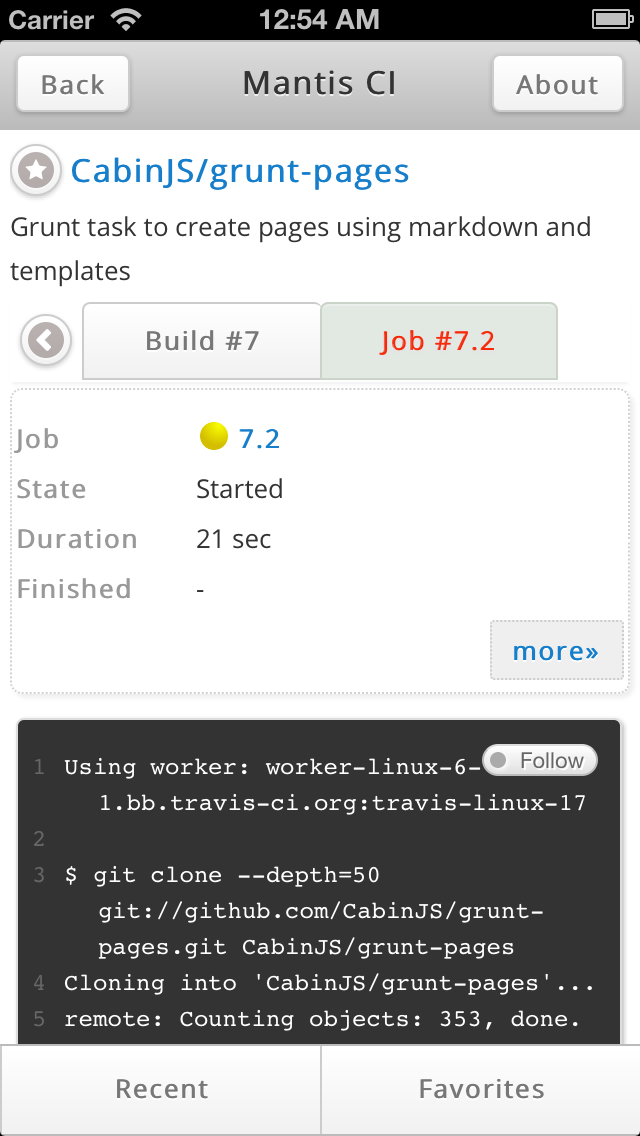 Carrier 12:54 AM
Back Mantis CI About
CabinJS/grunt-pages
Grunt task to create pages using markdown and
templates
Build #7 Job #7.2
Job 7.2
State Started
Duration 21 sec
Finished -
more»
1 Using worker: worker-linux-6- Follow
1.bb.travis-ci.org:travis-linux-17
2
3 $ git clone --depth=50
git://github.com/CabinJS/grunt-
pages.git CabinJS/grunt-pages
4 Cloning into 'CabinJS/grunt-pages'...
5 remote: Counting objects: 353, done.
Recent Favorites